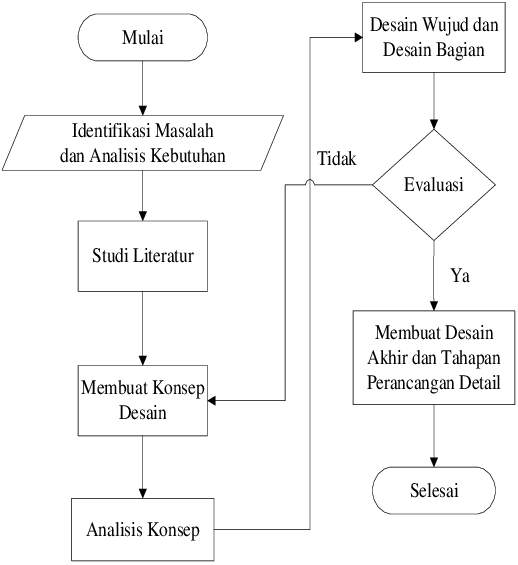 Mulai
Identifikasi Masalah
dan Analisis Kebutuhan
Studi Literatur
Membuat Konsep
Desain
Analisis Konsep
Desain Wujud dan
Desain Bagian
Evaluasi
Tidak
Ya
Membuat Desain
Akhir dan Tahapan
Perancangan Detail
Selesai